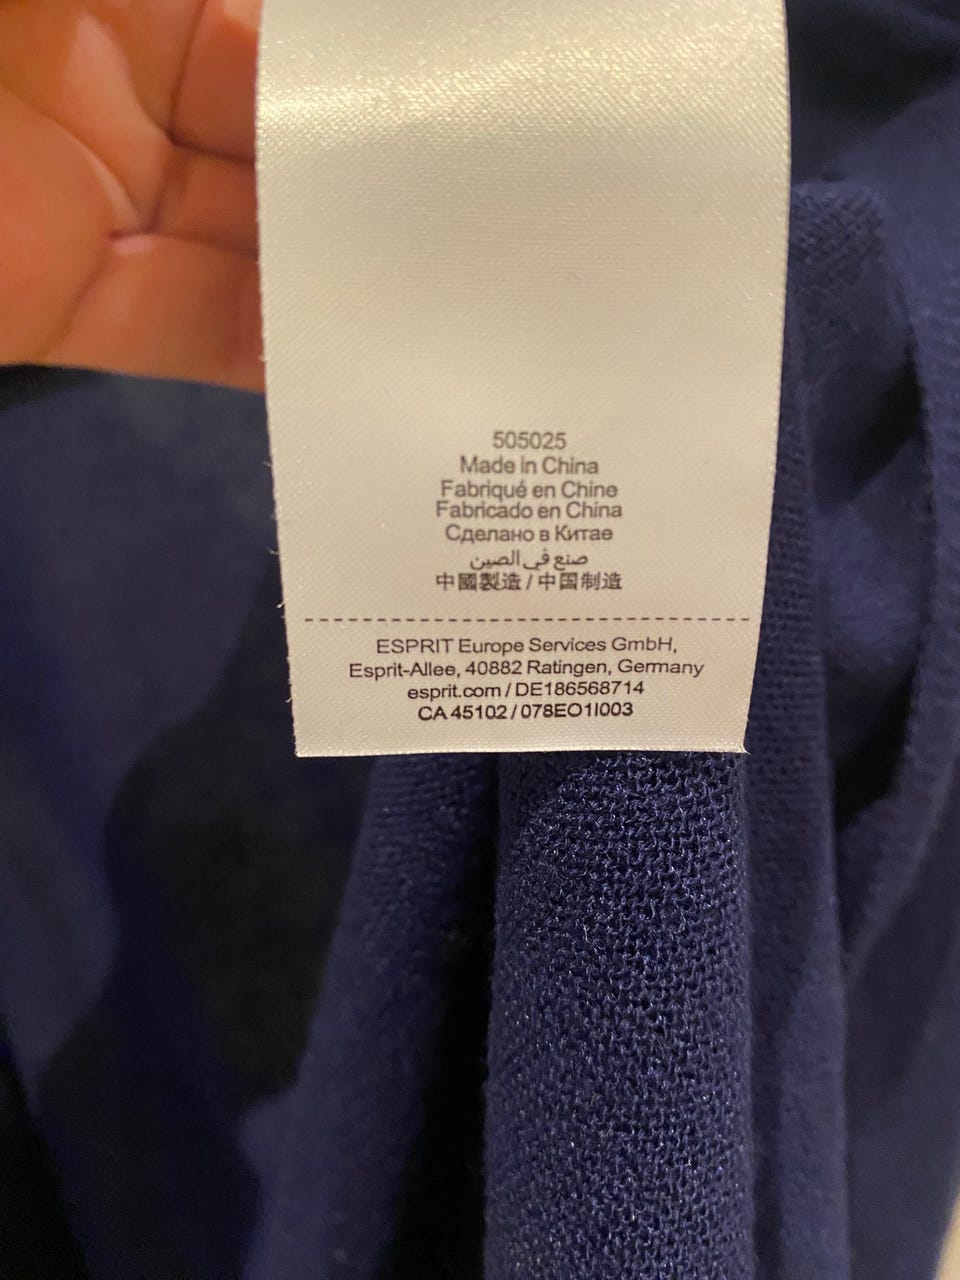 505025
Made in China
Fabriqué en Chine
Fabricado en China
Сделано в Китае
صنع في الصين
中國製造 / 中国制造
ESPRIT Europe Services GmbH,
Esprit-Allee, 40882 Ratingen, Germany
esprit.com / DE186568714
CA 45102 / 078EO1I003